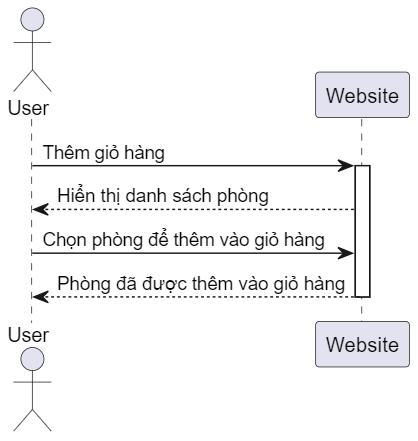 User
Website
Thêm giỏ hàng
Hiển thị danh sách phòng
Chọn phòng để thêm vào giỏ hàng
Phòng đã được thêm vào giỏ hàng
User
Website